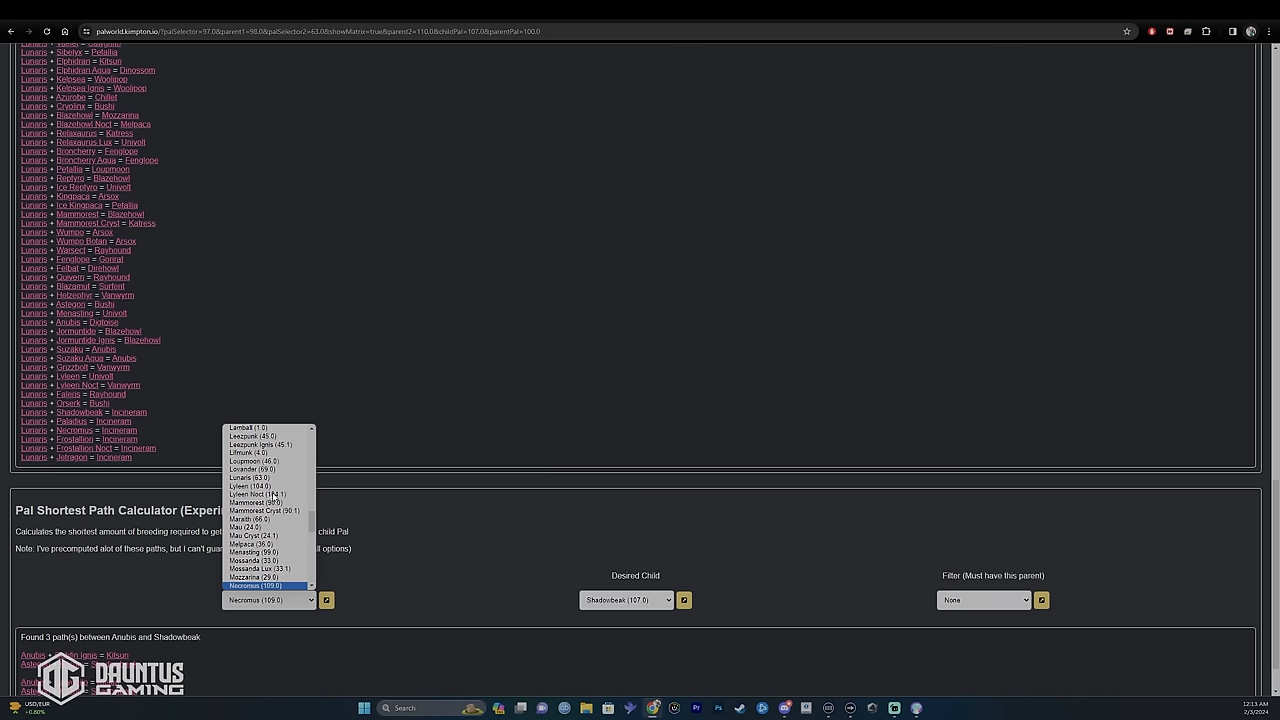 palworld.kimpton.io/?palSelector=97.0&parent1=98.0&palSelector2=63.0&showMatrix=true&parent2=110.0&childPal=107.0&parentPal=100.0
Lunaris + Sibelyx = Petallia
Lunaris + Elphidran = Kitsun
Lunaris + Elphidran Aqua = Dinossom
Lunaris + Kelpsea = Woolipop
Lunaris + Kelpsea Ignis = Woolipop
Lunaris + Azurobe = Chillet
Lunaris + Cryolinx = Bushi
Lunaris + Blazehowl = Mozzarina
Lunaris + Blazehowl Noct = Melpaca
Lunaris + Relaxaurus = Katress
Lunaris + Relaxaurus Lux = Univolt
Lunaris + Broncherry = Fenglope
Lunaris + Broncherry Aqua = Fenglope
Lunaris + Petallia = Loupmoon
Lunaris + Reptyro = Blazehowl
Lunaris + Ice Reptyro = Univolt
Lunaris + Kingpaca = Arsox
Lunaris + Ice Kingpaca = Petallia
Lunaris + Mammorest = Blazehowl
Lunaris + Mammorest Cryst = Katress
Lunaris + Wumpo = Arsox
Lunaris + Wumpo Botan = Arsox
Lunaris + Warsect = Rayhound
Lunaris + Fenglope = Gorirat
Lunaris + Felbat = Direhowl
Lunaris + Quivern = Rayhound
Lunaris + Blazamut = Surfent
Lunaris + Helzephyr = Vanwyrm
Lunaris + Astegon = Bushi
Lunaris + Menasting = Univolt
Lunaris + Anubis = Digtoise
Lunaris + Jormuntide = Blazehowl
Lunaris + Jormuntide Ignis = Blazehowl
Lunaris + Suzaku = Anubis
Lunaris + Suzaku Aqua = Anubis
Lunaris + Grizzbolt = Vanwyrm
Lunaris + Lyleen = Univolt
Lunaris + Lyleen Noct = Vanwyrm
Lunaris + Faleris = Rayhound
Lunaris + Orserk = Bushi
Lunaris + Shadowbeak = Incineram
Lunaris + Paladius = Incineram
Lunaris + Necromus = Incineram
Lunaris + Frostallion = Incineram
Lunaris + Frostallion Noct = Incineram
Lunaris + Jetragon = Incineram
Lamball (1.0)
Leezpunk (45.0)
Leezpunk Ignis (45.1)
Lifmunk (4.0)
Loupmoon (46.0)
Lovander (69.0)
Lunaris (63.0)
Lyleen (104.0)
Lyleen Noct (104.1)
Mammorest (90.0)
Mammorest Cryst (90.1)
Maraith (66.0)
Mau (24.0)
Mau Cryst (24.1)
Melpaca (36.0)
Menasting (99.0)
Mossanda (33.0)
Mossanda Lux (33.1)
Mozzarina (29.0)
Necromus (109.0)
Pal Shortest Path Calculator (Experi
Calculates the shortest amount of breeding required to get child Pal
Note: I've precomputed alot of these paths, but I can't gua ll options)
Desired Child
Filter (Must have this parent)
Necromus (109.0)
Shadowbeak (107.0)
None
Found 3 path(s) between Anubis and Shadowbeak
Anubis + Ignis = Kitsun
DG DAUNTUS
GAMING
USD/EUR
+0.80%
Search
12:13 AM
2/3/2024